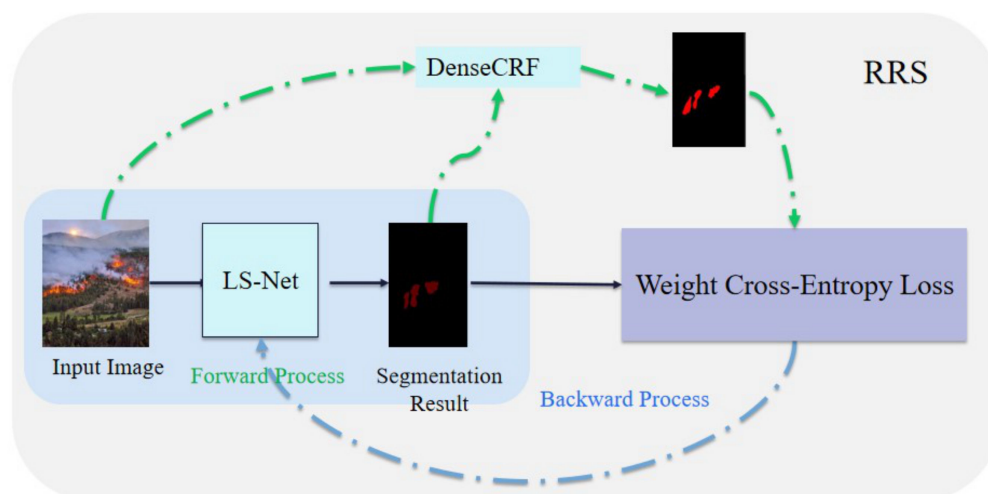 DenseCRF
RRS
LS-Net
Weight Cross-Entropy Loss
Input Image
Forward Process
Segmentation
Result
Backward Process